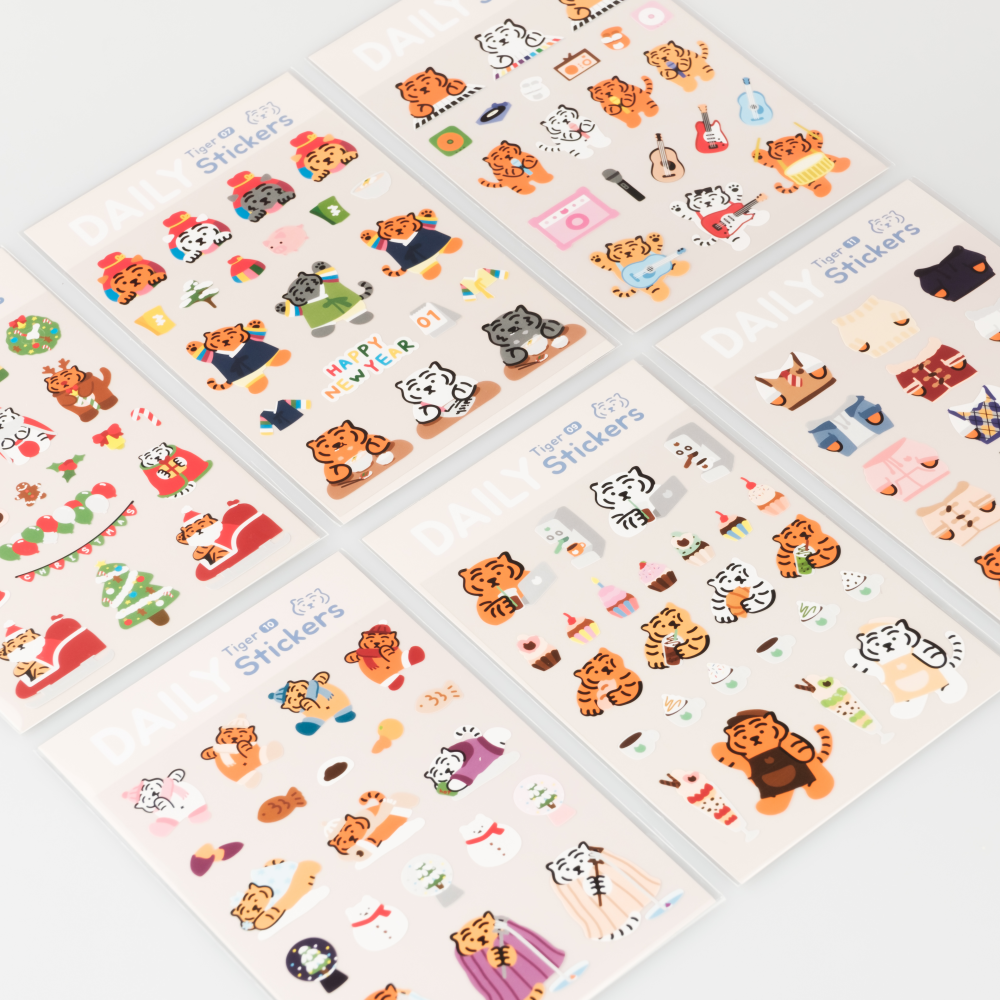 DAILY
DAILY
Tiger 07
Stickers
HAPPY
NEW YEAR
01
DAILY
Tiger 11
Stickers
DAILY
Tiger 09
Stickers
DAILY
Tiger 10
Stickers